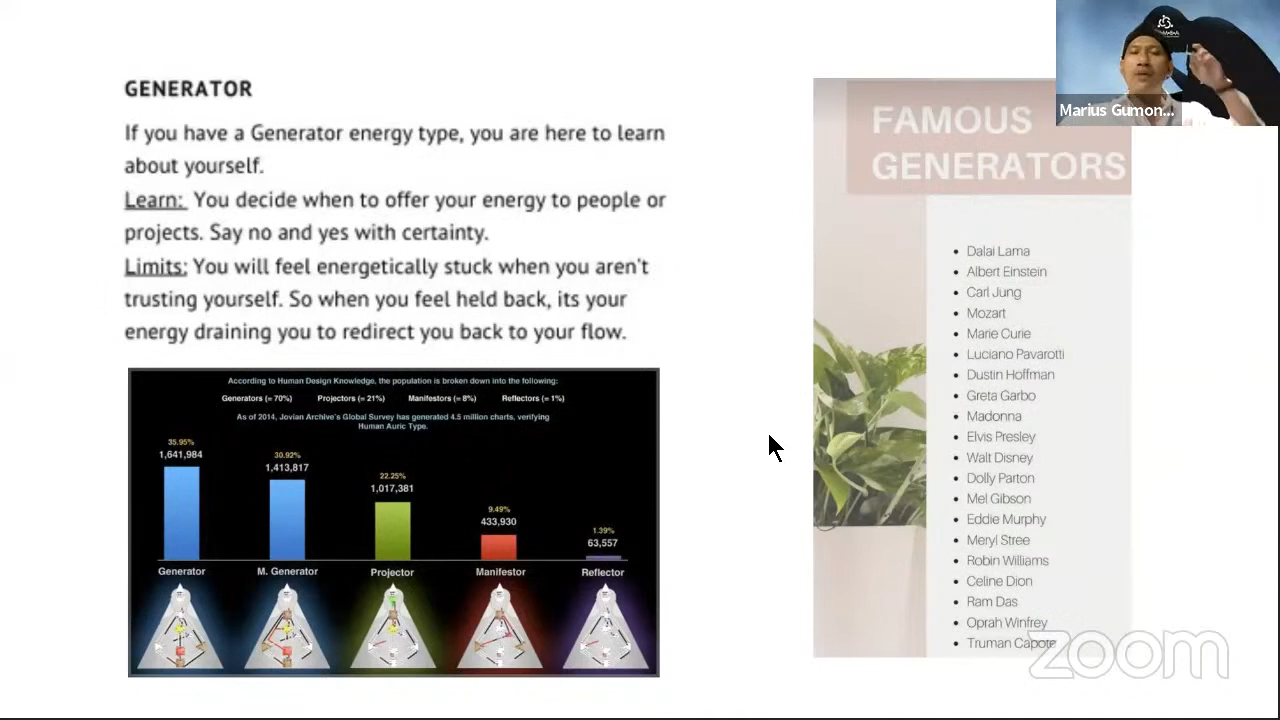 GENERATOR
If you have a Generator energy type, you are here to learn
about yourself.
Learn: You decide when to offer your energy to people or
projects. Say no and yes with certainty.
Limits: You will feel energetically stuck when you aren't
trusting yourself. So when you feel held back, its your
energy draining you to redirect you back to your flow.
According to Human Design Knowledge, the population is broken down into the following:
Generators (≈ 70%) Projectors (≈ 21%) Manifestors (≈ 8%) Reflectors (≈ 1%)
As of 2014, Jovian Archive's Global Survey has generated 4.5 million charts, verifying
Human Auric Type.
35.95%
1,641,984
30.92%
1,413,817
22.25%
1,017,381
9.49%
433,930
1.39%
63,557
Generator M. Generator Projector Manifestor Reflector
FAMOUS
GENERATORS
• Dalai Lama
• Albert Einstein
• Carl Jung
• Mozart
• Marie Curie
• Luciano Pavarotti
• Dustin Hoffman
• Greta Garbo
• Madonna
• Elvis Presley
• Walt Disney
• Dolly Parton
• Mel Gibson
• Eddie Murphy
• Meryl Stree
• Robin Williams
• Celine Dion
• Ram Das
• Oprah Winfrey
• Truman Capote
Marius Gumon...
zoom